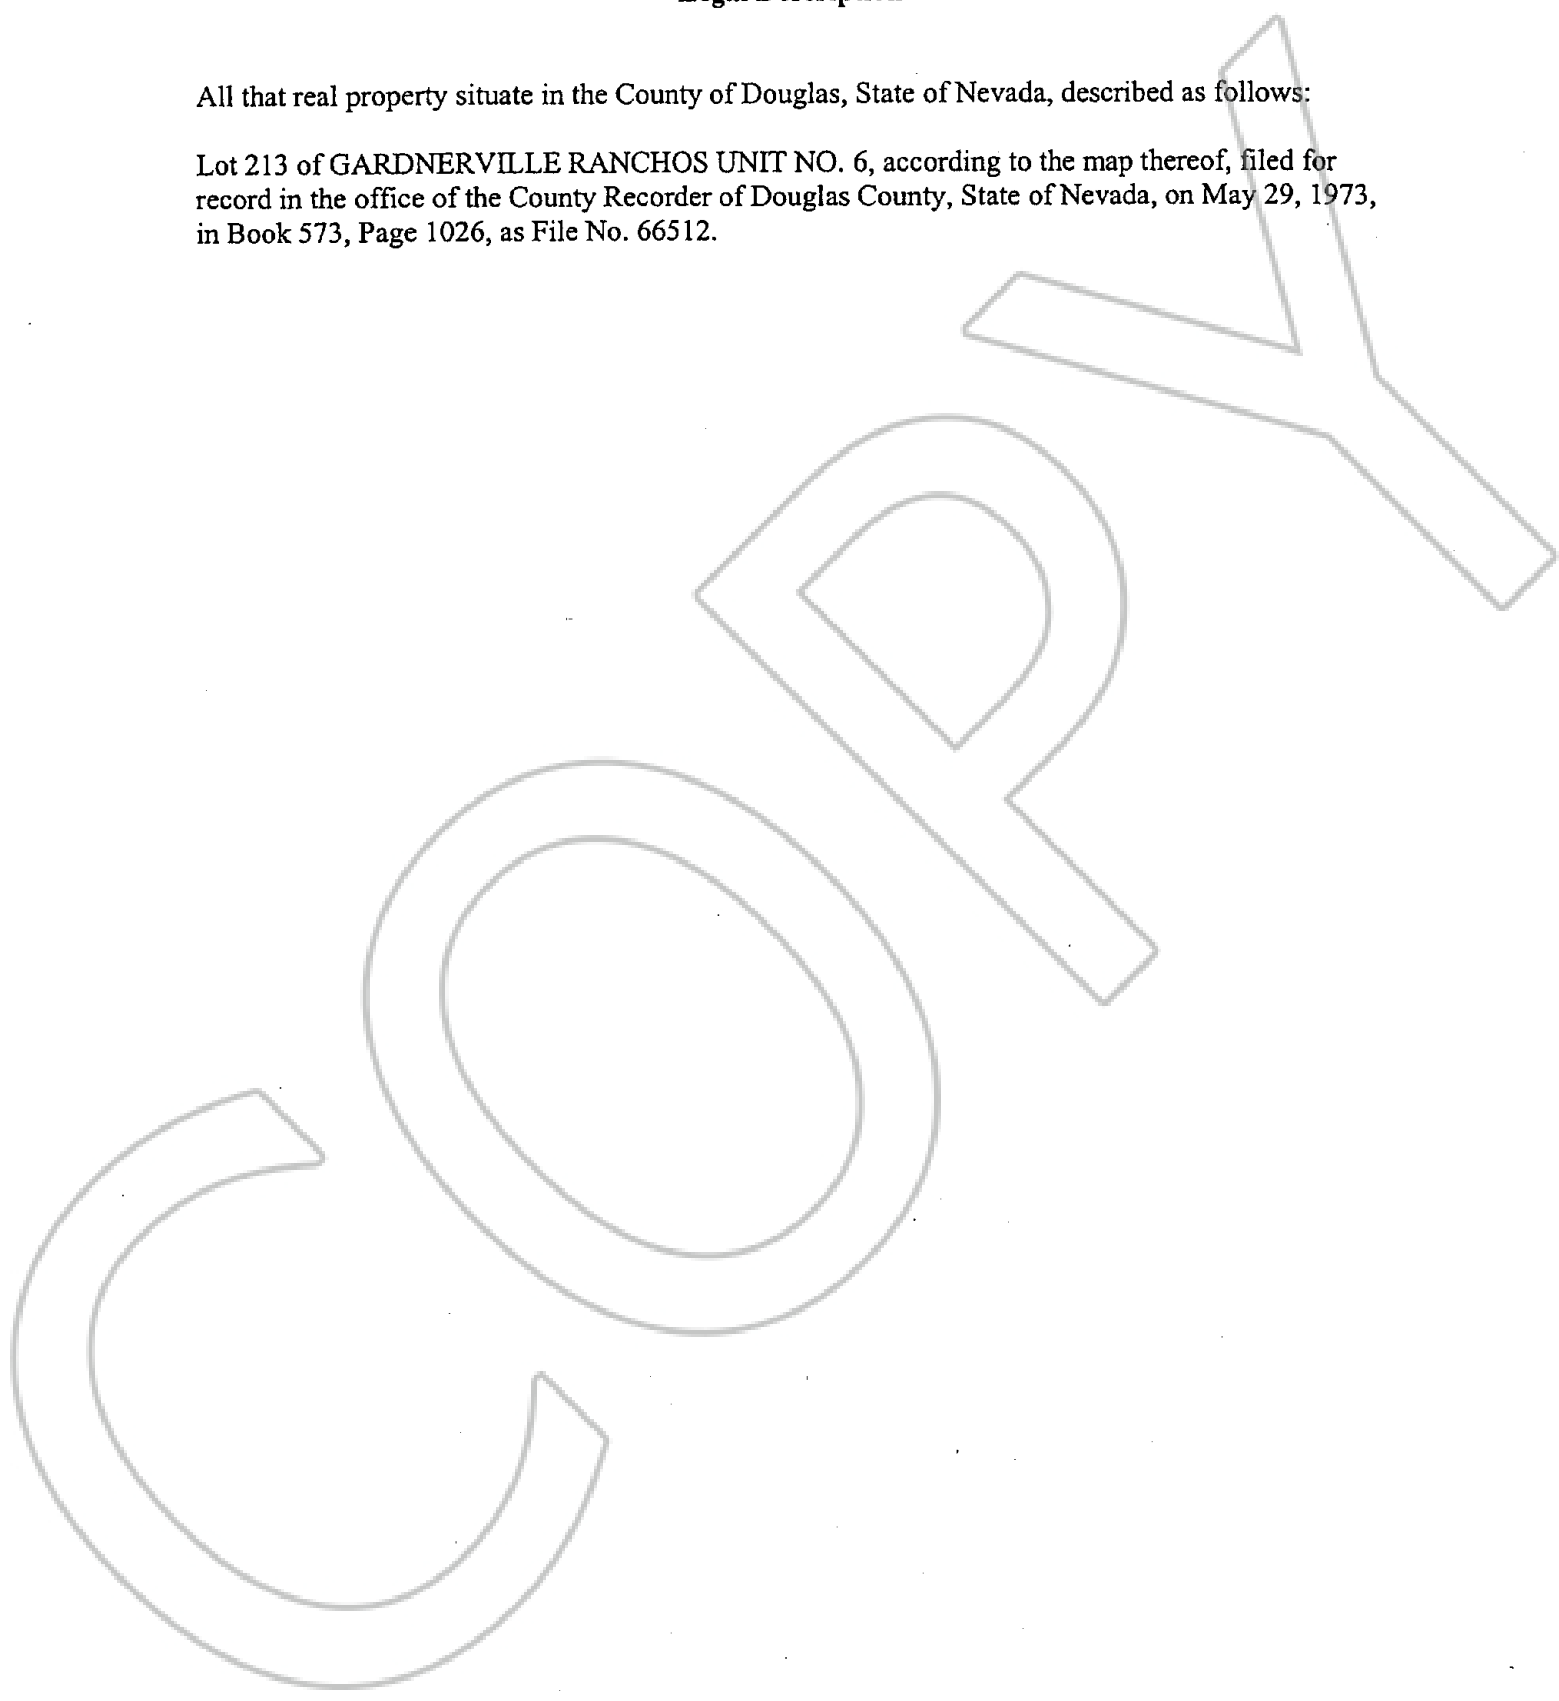 Legal Description
All that real property situate in the County of Douglas, State of Nevada, described as follows:
Lot 213 of GARDNERVILLE RANCHOS UNIT NO. 6, according to the map thereof, filed for
record in the office of the County Recorder of Douglas County, State of Nevada, on May 29, 1973,
in Book 573, Page 1026, as File No. 66512.
COPY